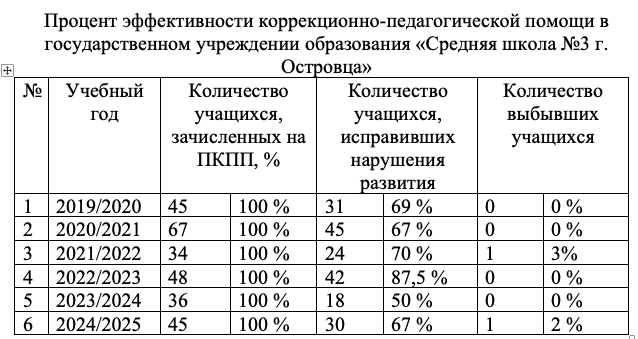 Процент эффективности коррекционно-педагогической помощи в
государственном учреждении образования «Средняя школа №3 г.
Островца»
№ Учебный год Количество учащихся, зачисленных на ПКПП, % Количество учащихся, исправивших нарушения развития Количество выбывших учащихся
1 2019/2020 45 100 % 31 69 % 0 0 %
2 2020/2021 67 100 % 45 67 % 0 0 %
3 2021/2022 34 100 % 24 70 % 1 3%
4 2022/2023 48 100 % 42 87,5 % 0 0 %
5 2023/2024 36 100 % 18 50 % 0 0 %
6 2024/2025 45 100 % 30 67 % 1 2 %